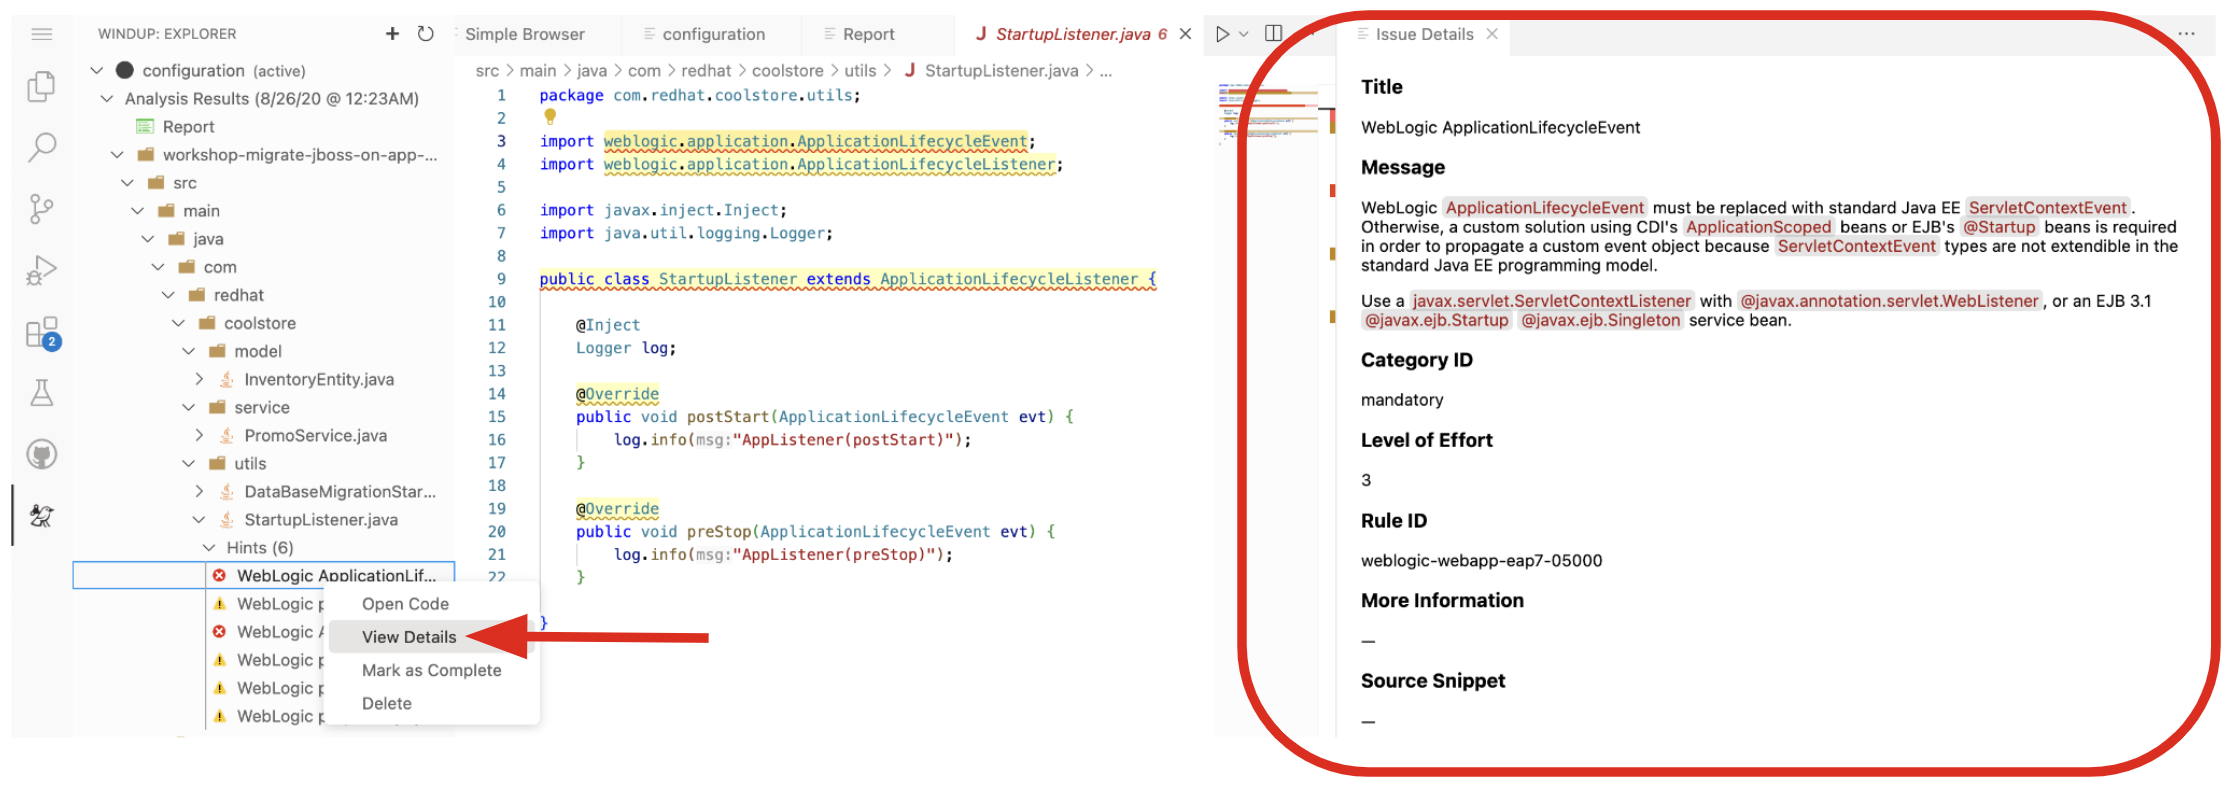 WINDUP: EXPLORER
configuration (active)
Analysis Results (8/26/20 @ 12:23AM)
Report
workshop-migrate-jboss-on-app-...
src
main
java
com
redhat
coolstore
model
InventoryEntity.java
service
PromoService.java
utils
DataBaseMigrationStar...
StartupListener.java
Hints (6)
WebLogic ApplicationLif...
WebLogic p
WebLogic A
WebLogic p
WebLogic p
WebLogic p
2
Open Code
View Details
Mark as Complete
Delete
Simple Browser
configuration
Report
J StartupListener.java 6
src > main > java > com > redhat > coolstore > utils > J StartupListener.java > ...
1 package com.redhat.coolstore.utils;
2
3 import weblogic.application.ApplicationLifecycleEvent;
4 import weblogic.application.ApplicationLifecycleListener;
5
6 import javax.inject.Inject;
7 import java.util.logging.Logger;
8
9 public class StartupListener extends ApplicationLifecycleListener {
10
11 @Inject
12 Logger log;
13
14 @Override
15 public void postStart(ApplicationLifecycleEvent evt) {
16 log.info(msg:"AppListener(postStart)");
17 }
18
19 @Override
20 public void preStop(ApplicationLifecycleEvent evt) {
21 log.info(msg:"AppListener(preStop)");
22 }
}
Issue Details
Title
WebLogic ApplicationLifecycleEvent
Message
WebLogic ApplicationLifecycleEvent must be replaced with standard Java EE ServletContextEvent.
Otherwise, a custom solution using CDI's ApplicationScoped beans or EJB's @Startup beans is required
in order to propagate a custom event object because ServletContextEvent types are not extendible in the
standard Java EE programming model.
Use a javax.servlet.ServletContextListener with @javax.annotation.servlet.WebListener, or an EJB 3.1
@javax.ejb.Startup @javax.ejb.Singleton service bean.
Category ID
mandatory
Level of Effort
3
Rule ID
weblogic-webapp-eap7-05000
More Information
—
Source Snippet
—